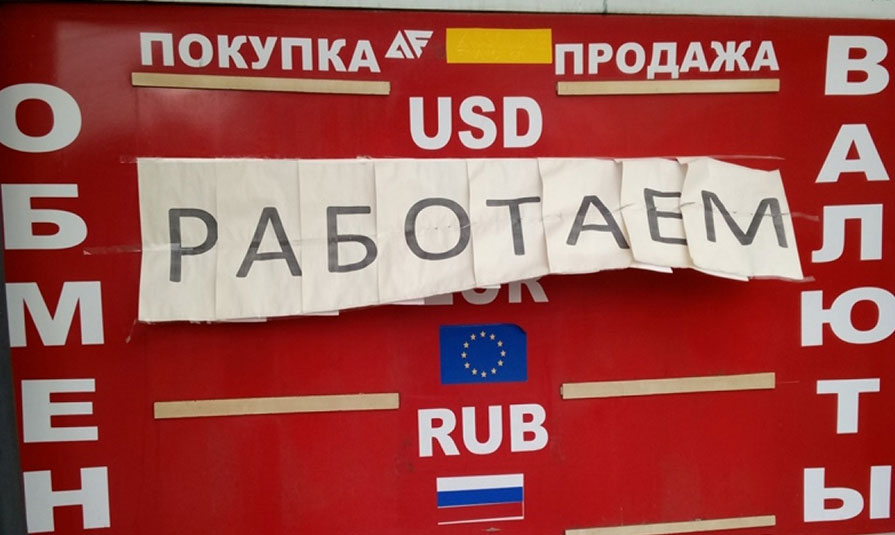 ПОКУПКА
ПРОДАЖА
ОБМЕН
ВАЛЮТЫ
USD
РАБОТАЕМ
RUB